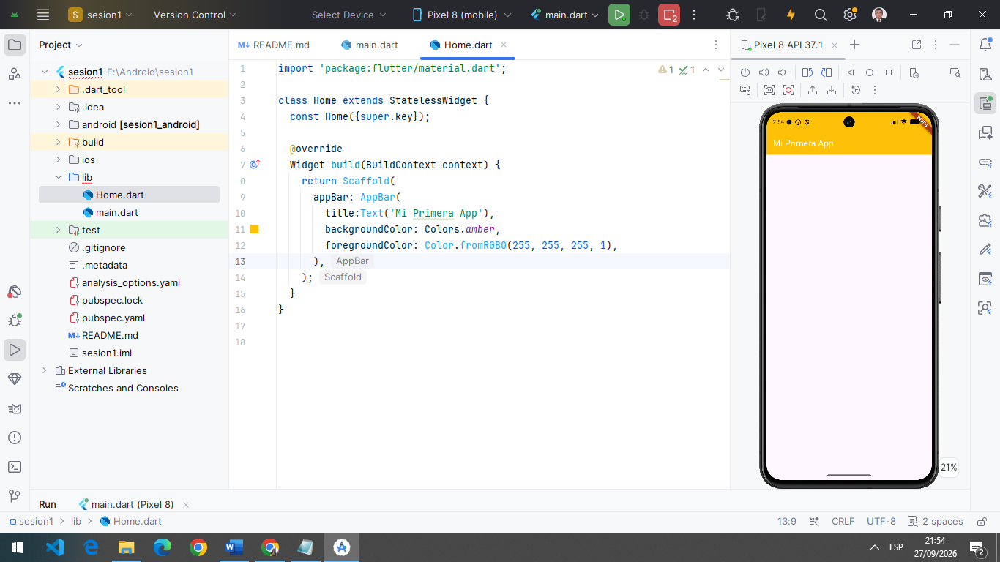 S sesion1 Version Control Select Device Pixel 8 (mobile) main.dart 2
Project
README.md main.dart Home.dart
Pixel 8 API 37.1
sesion1 E:\Android\sesion1
.dart_tool
.idea
android [sesion1_android]
build
ios
lib
Home.dart
main.dart
test
.gitignore
.metadata
analysis_options.yaml
pubspec.lock
pubspec.yaml
README.md
sesion1.iml
External Libraries
Scratches and Consoles
1 import 'package:flutter/material.dart';
1 1
2
3 class Home extends StatelessWidget {
4 const Home({super.key});
5
6 @override
7 Widget build(BuildContext context) {
8 return Scaffold(
9 appBar: AppBar(
10 title:Text('Mi Primera App'),
11 backgroundColor: Colors.amber,
12 foregroundColor: Color.fromRGBO(255, 255, 255, 1),
13 ), AppBar
14 ); Scaffold
15 }
16 }
17
18
2:54
DEBUG
Mi Primera App
21%
Run main.dart (Pixel 8)
sesion1 lib Home.dart
13:9 CRLF UTF-8 2 spaces
ESP
21:54
27/09/2026
2